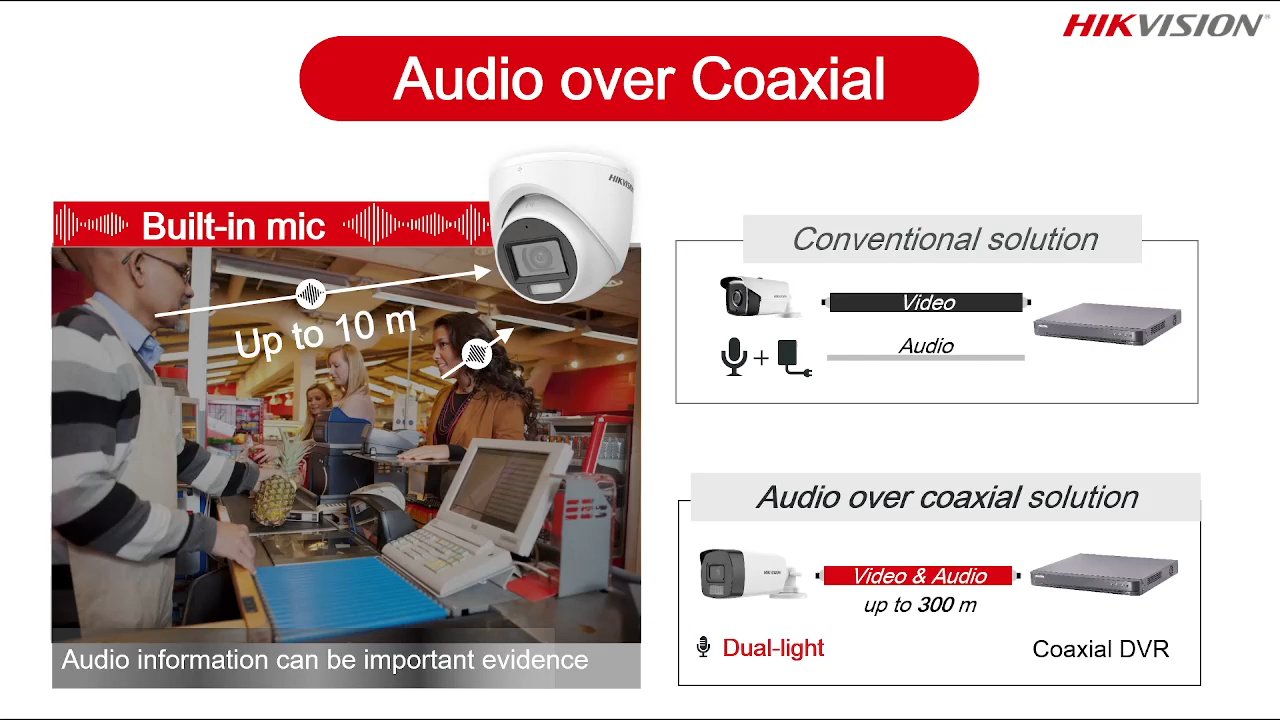 HIKVISION
Audio over Coaxial
HIKVISION
Built-in mic
Up to 10 m
Audio information can be important evidence
Conventional solution
Video
Audio
Audio over coaxial solution
HIKVISION
Video & Audio
up to 300 m
Dual-light
Coaxial DVR